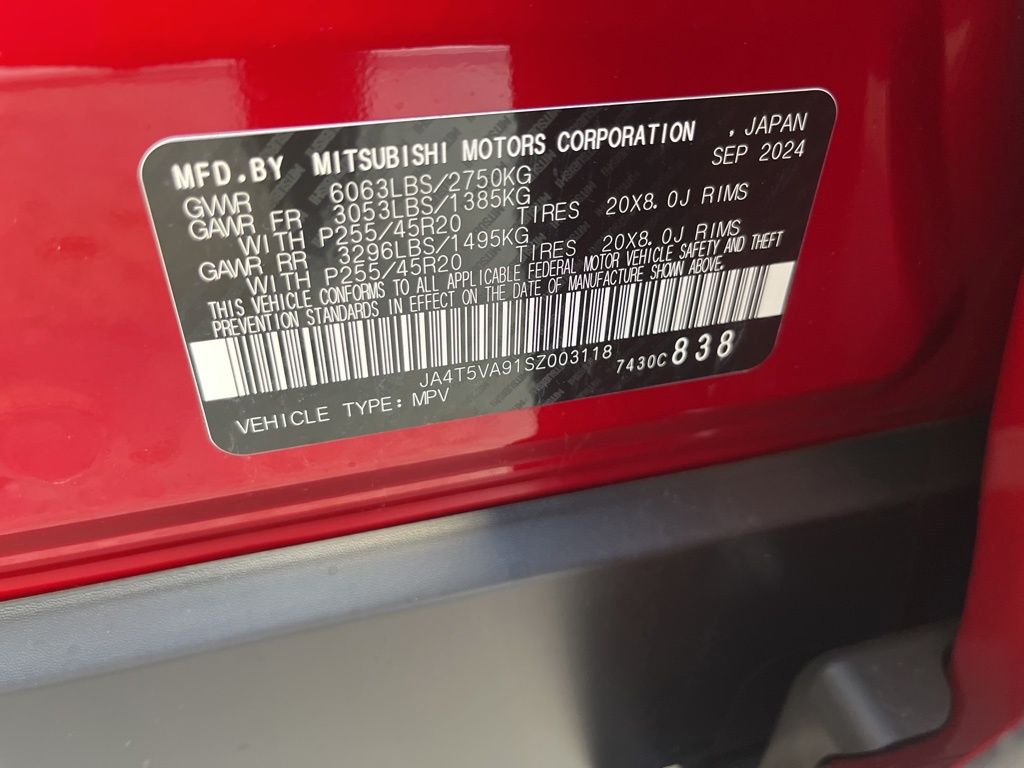 MFD.BY MITSUBISHI MOTORS CORPORATION , JAPAN
SEP 2024
GVWR 6063LBS/2750KG
GAWR FR 3053LBS/1385KG
WITH P255/45R20 TIRES 20X8.0J RIMS
GAWR RR 3296LBS/1495KG
WITH P255/45R20 TIRES 20X8.0J RIMS
THIS VEHICLE CONFORMS TO ALL APPLICABLE FEDERAL MOTOR VEHICLE SAFETY AND THEFT
PREVENTION STANDARDS IN EFFECT ON THE DATE OF MANUFACTURE SHOWN ABOVE.
JA4T5VA91SZ003118 7430C 838
VEHICLE TYPE: MPV